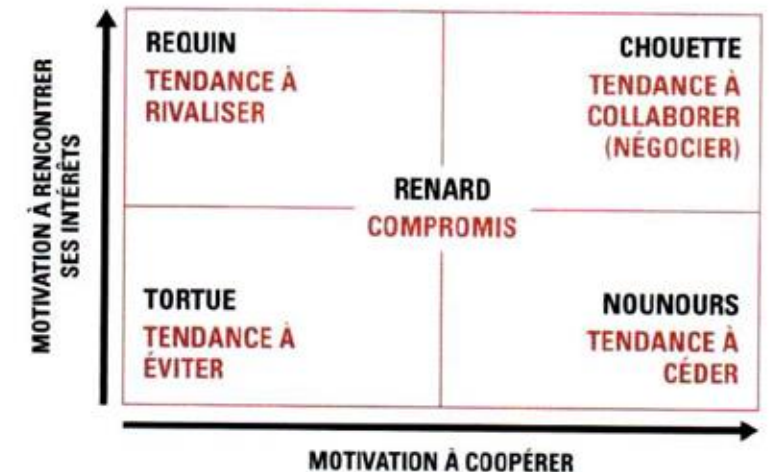 MOTIVATION À RENCONTRER
SES INTÉRÊTS
REQUIN
TENDANCE À
RIVALISER
CHOUETTE
TENDANCE À
COLLABORER
(NÉGOCIER)
RENARD
COMPROMIS
TORTUE
TENDANCE À
ÉVITER
NOUNOURS
TENDANCE À
CÉDER
MOTIVATION À COOPÉRER